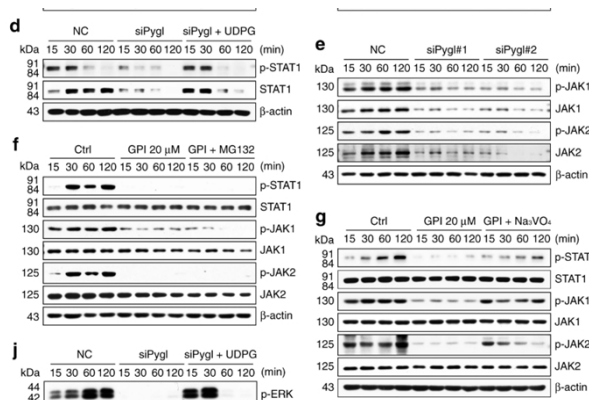 d
NC siPygl siPygl + UDPG
kDa 15 30 60 120 15 30 60 120 15 30 60 120 (min)
91
84
p-STAT1
91
84
STAT1
43 β-actin
e
NC siPygl#1 siPygl#2
kDa 15 30 60 120 15 30 60 120 15 30 60 120 (min)
130 p-JAK1
130 JAK1
125 p-JAK2
125 JAK2
43 β-actin
f
Ctrl GPI 20 μM GPI + MG132
kDa 15 30 60 120 15 30 60 120 15 30 60 120 (min)
91
84
p-STAT1
91
84
STAT1
130 p-JAK1
130 JAK1
125 p-JAK2
125 JAK2
43 β-actin
g
Ctrl GPI 20 μM GPI + Na₃VO₄
kDa 15 30 60 120 15 30 60 120 15 30 60 120 (min)
91
84
p-STAT
91
84
STAT1
130 p-JAK1
130 JAK1
125 p-JAK2
125 JAK2
43 β-actin
j
NC siPygl siPygl + UDPG
kDa 15 30 60 120 15 30 60 120 15 30 60 120 (min)
44
42
p-ERK